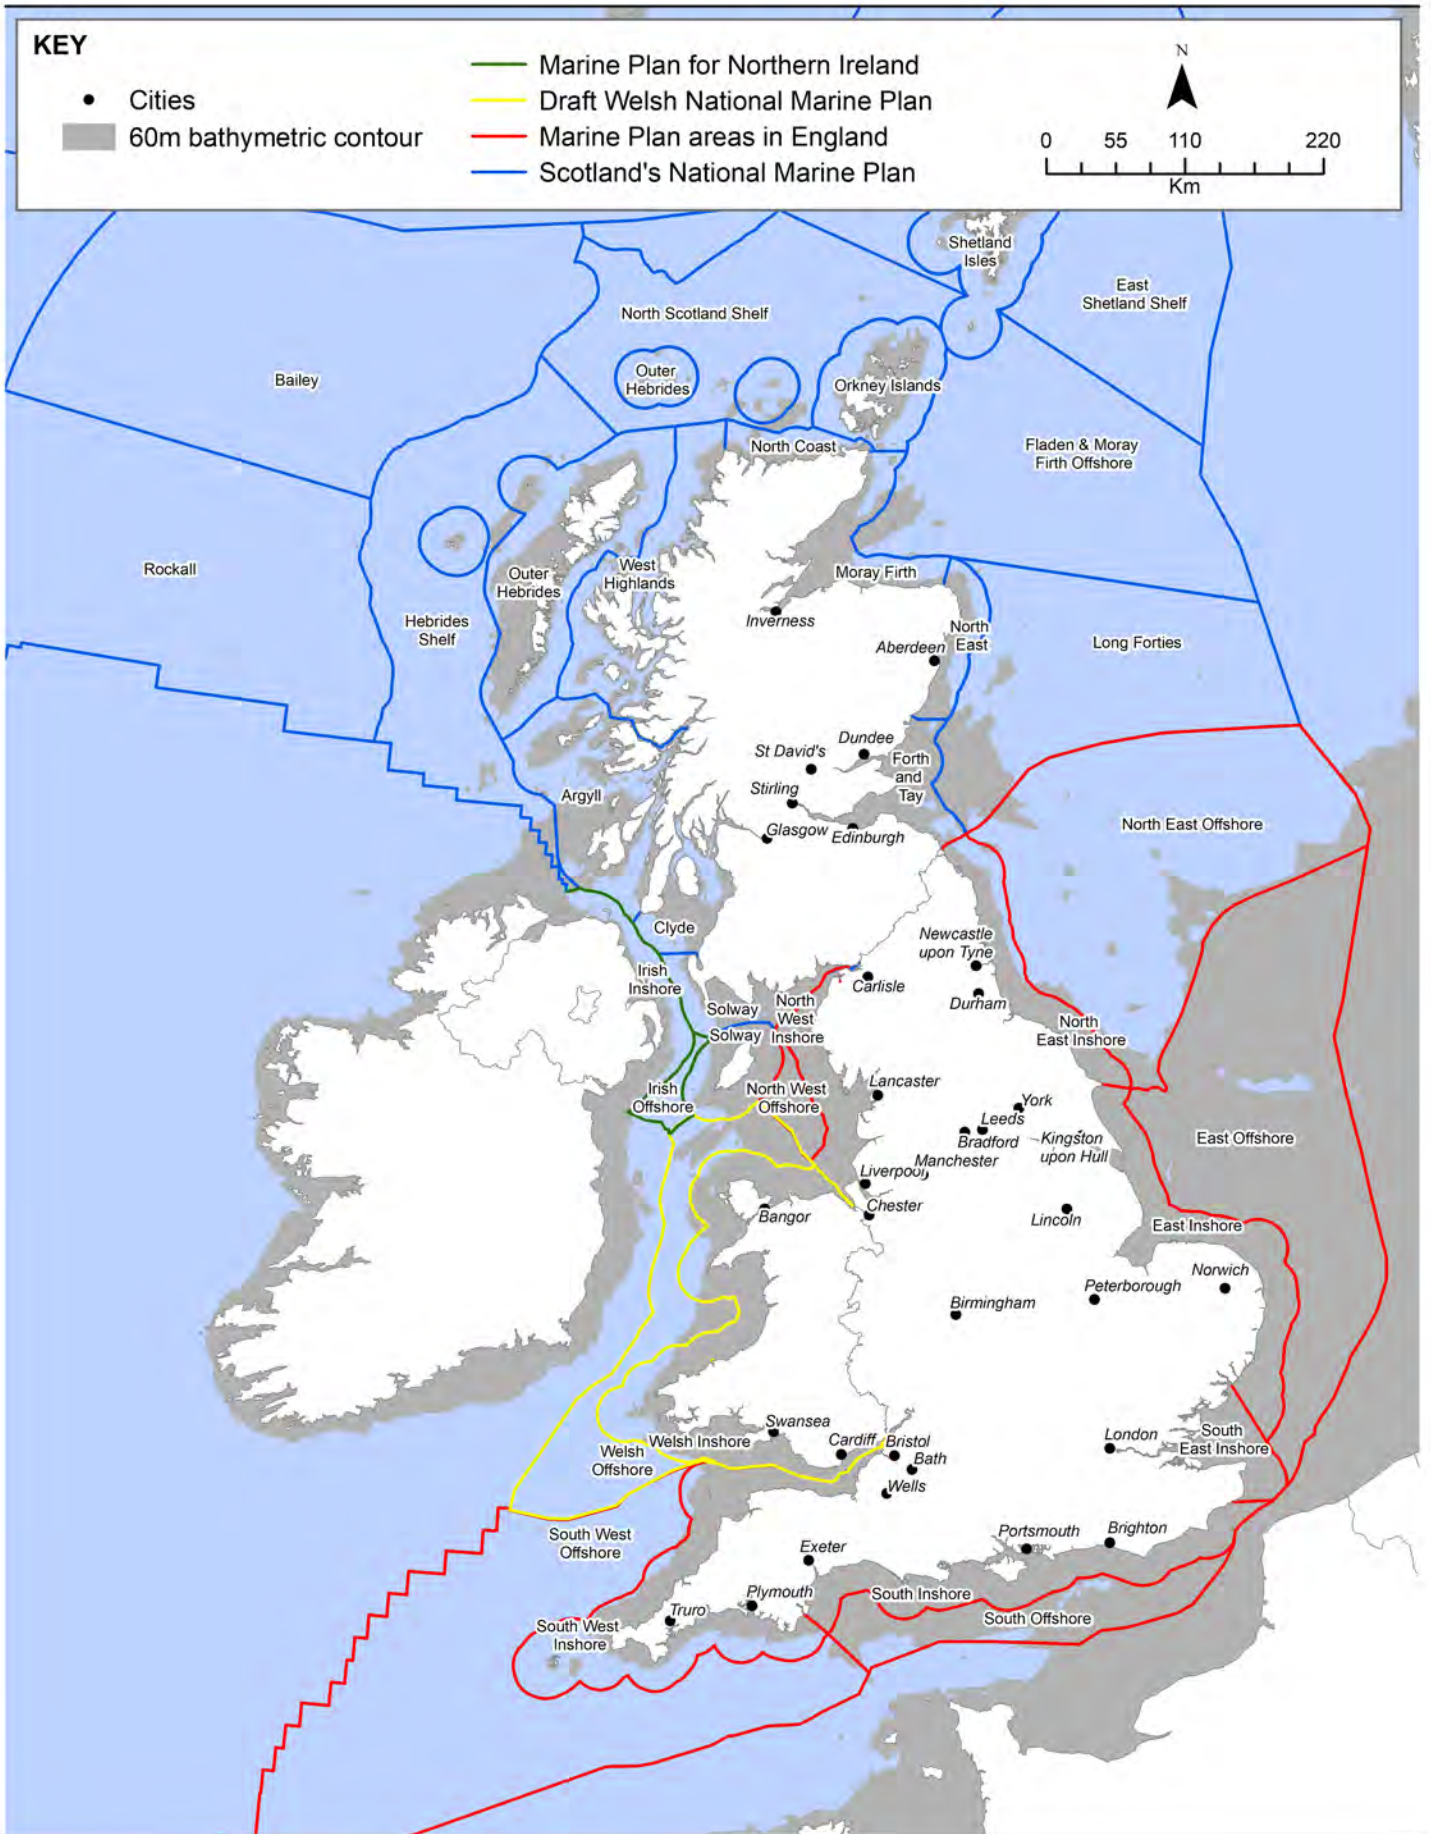 KEY
Cities
60m bathymetric contour
Marine Plan for Northern Ireland
Draft Welsh National Marine Plan
Marine Plan areas in England
Scotland's National Marine Plan
N
0 55 110 220
Km
Shetland
Isles
East
Shetland Shelf
North Scotland Shelf
Bailey
Outer
Hebrides
Orkney Islands
North Coast
Fladen & Moray
Firth Offshore
Rockall
Outer
Hebrides
West
Highlands
Moray Firth
Hebrides
Shelf
Inverness
North
East
Aberdeen
Long Forties
Dundee
St David's
Forth
and
Tay
Stirling
Argyll
Glasgow
Edinburgh
North East Offshore
Clyde
Newcastle
upon Tyne
Irish
Inshore
Carlisle
Durham
Solway
Solway
North
West
Inshore
North
East Inshore
Irish
Offshore
North West
Offshore
Lancaster
York
Leeds
Bradford
Kingston
upon Hull
East Offshore
Manchester
Liverpool
Chester
Bangor
Lincoln
East Inshore
Norwich
Peterborough
Birmingham
Swansea
Welsh Inshore
Cardiff
Bristol
Bath
Wells
London
South
East Inshore
Welsh
Offshore
South West
Offshore
Portsmouth
Brighton
Exeter
Plymouth
South Inshore
South Offshore
Truro
South West
Inshore